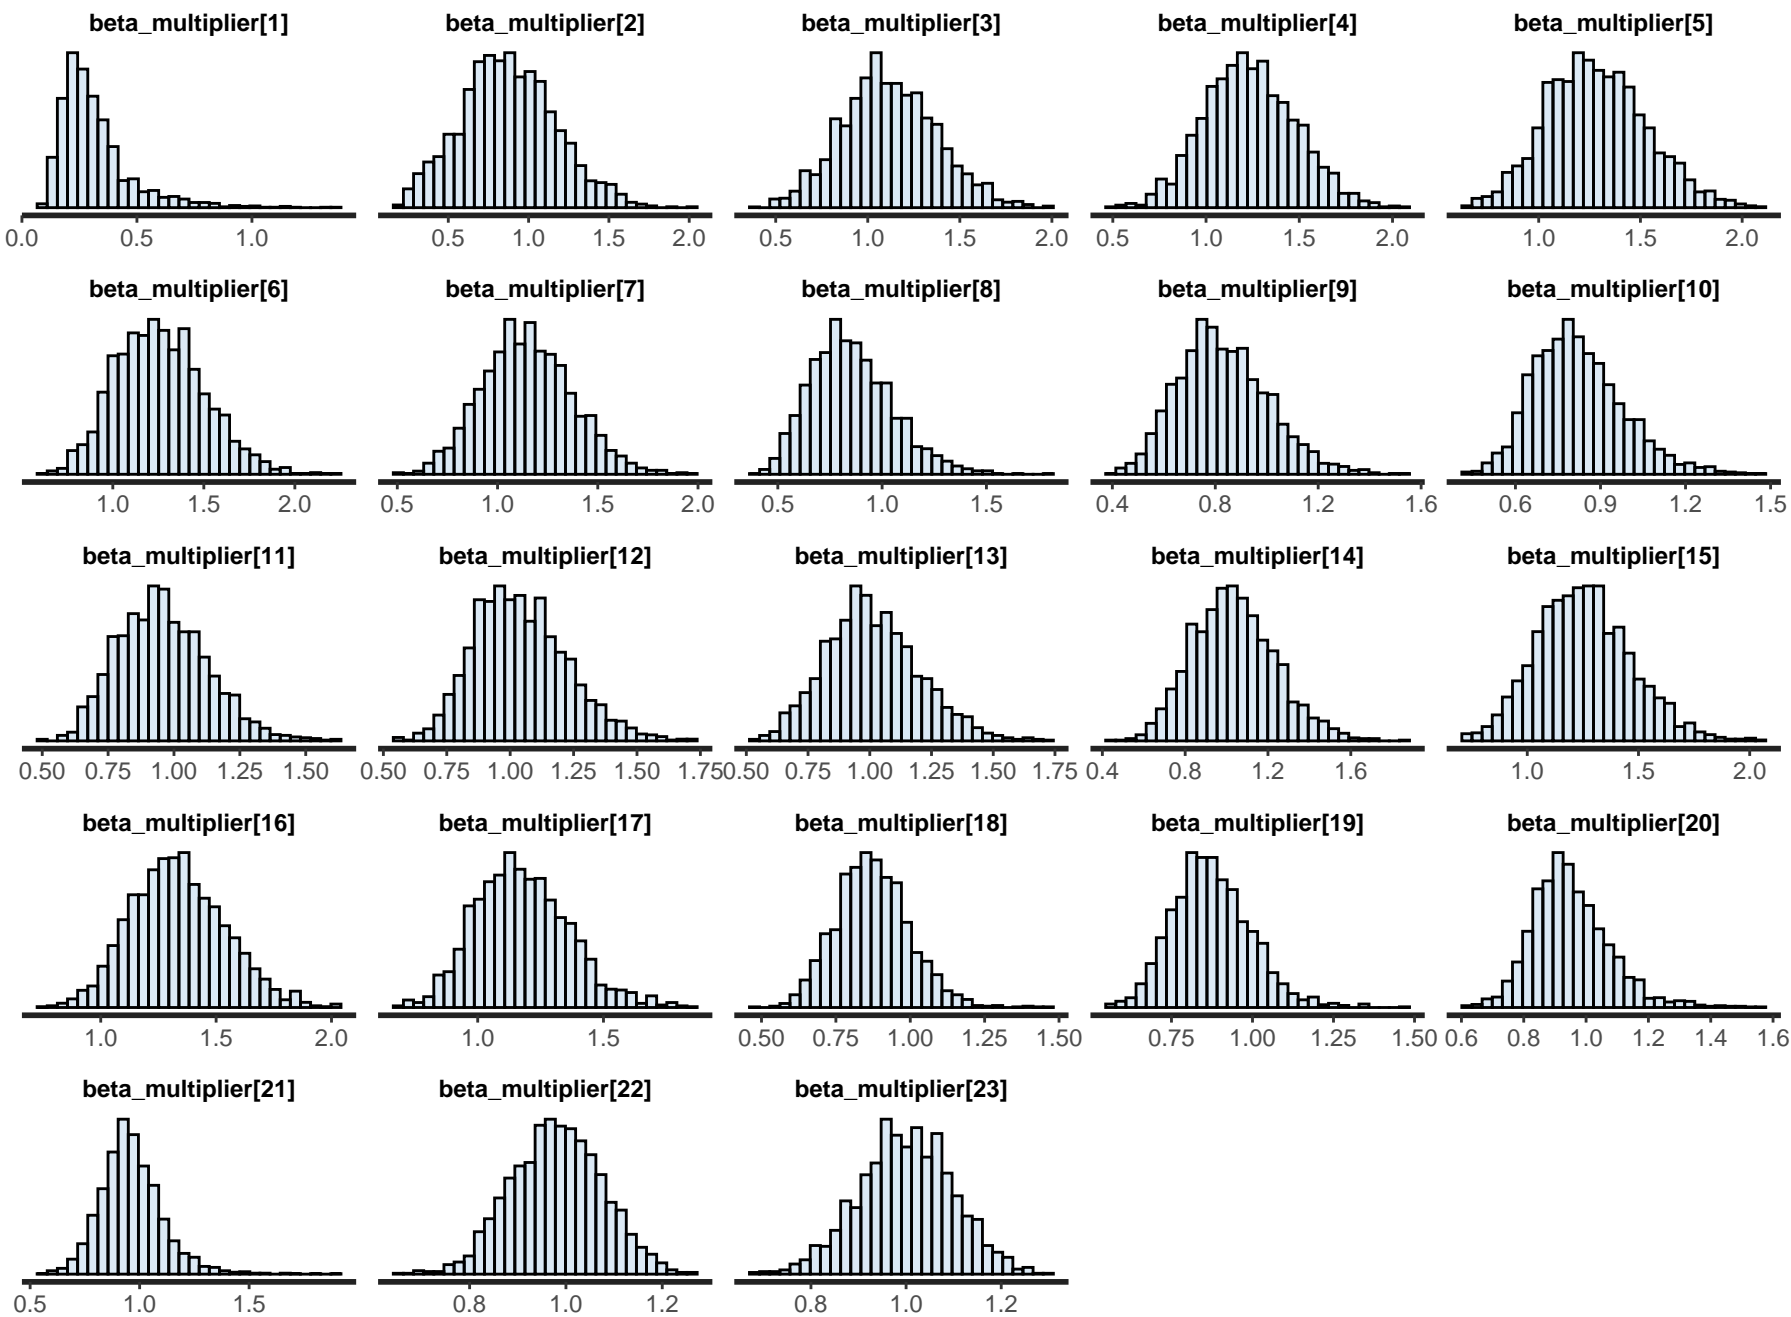 beta_multiplier[1] beta_multiplier[2] beta_multiplier[3] beta_multiplier[4] beta_multiplier[5]
0.0 0.5 1.0 0.5 1.0 1.5 2.0 0.5 1.0 1.5 2.0 0.5 1.0 1.5 2.0 1.0 1.5 2.0
beta_multiplier[6] beta_multiplier[7] beta_multiplier[8] beta_multiplier[9] beta_multiplier[10]
1.0 1.5 2.0 0.5 1.0 1.5 2.0 0.5 1.0 1.5 0.4 0.8 1.2 1.6 0.6 0.9 1.2 1.5
beta_multiplier[11] beta_multiplier[12] beta_multiplier[13] beta_multiplier[14] beta_multiplier[15]
0.50 0.75 1.00 1.25 1.50 0.50 0.75 1.00 1.25 1.50 1.75 0.50 0.75 1.00 1.25 1.50 1.75 0.4 0.8 1.2 1.6 1.0 1.5 2.0
beta_multiplier[16] beta_multiplier[17] beta_multiplier[18] beta_multiplier[19] beta_multiplier[20]
1.0 1.5 2.0 1.0 1.5 0.50 0.75 1.00 1.25 1.50 0.75 1.00 1.25 1.50 0.6 0.8 1.0 1.2 1.4 1.6
beta_multiplier[21] beta_multiplier[22] beta_multiplier[23]
0.5 1.0 1.5 0.8 1.0 1.2 0.8 1.0 1.2